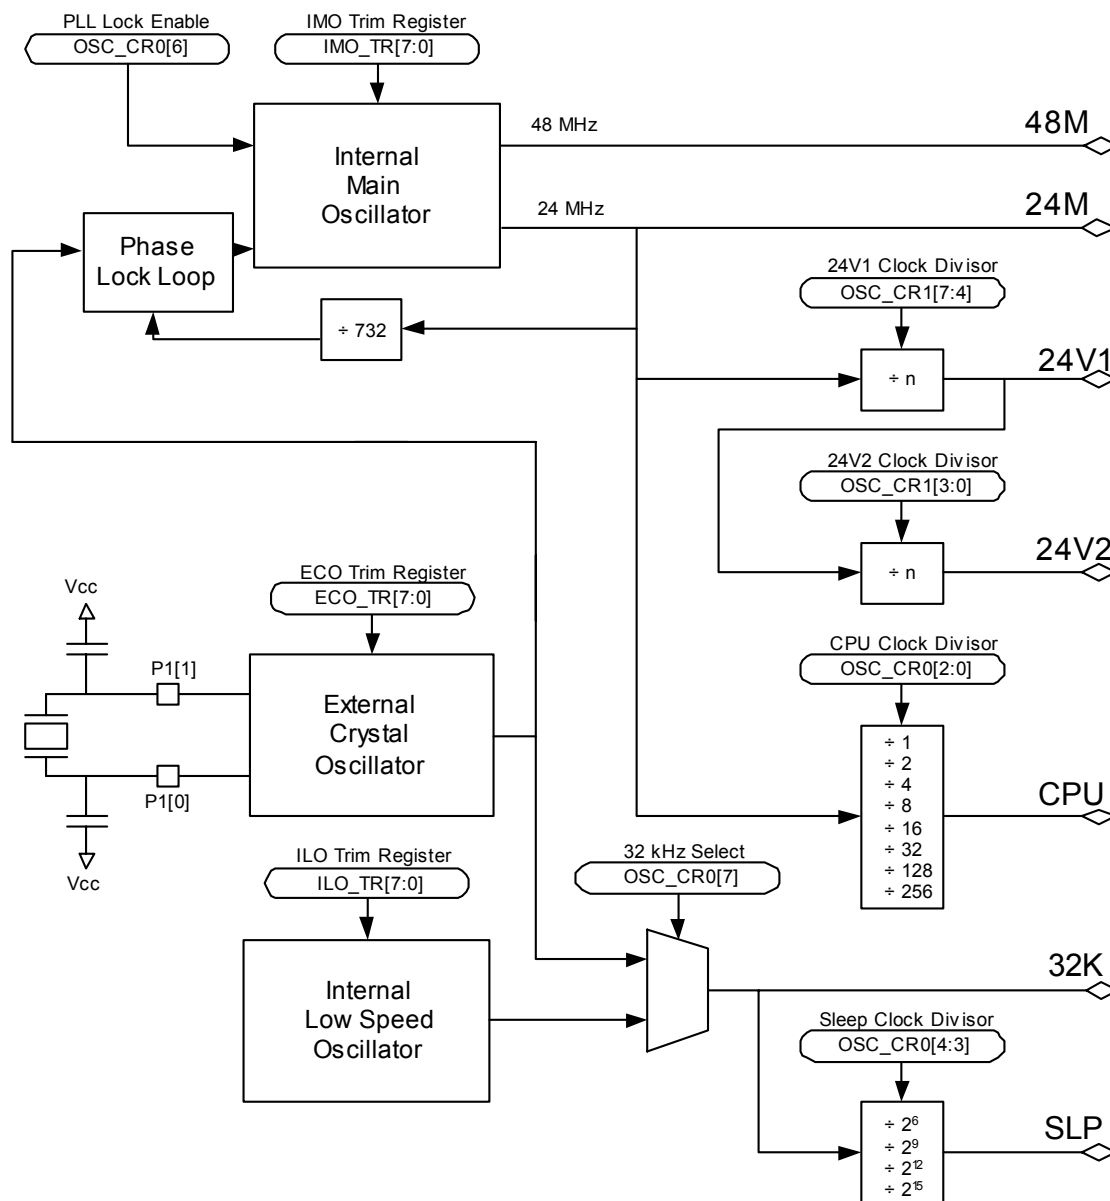 PLL Lock Enable
OSC_CR0[6]
IMO Trim Register
IMO_TR[7:0]
Internal
Main
Oscillator
48 MHz
48M
24 MHz
24M
Phase
Lock Loop
÷ 732
24V1 Clock Divisor
OSC_CR1[7:4]
÷ n
24V1
24V2 Clock Divisor
OSC_CR1[3:0]
÷ n
24V2
ECO Trim Register
ECO_TR[7:0]
Vcc
P1[1]
External
Crystal
Oscillator
P1[0]
Vcc
CPU Clock Divisor
OSC_CR0[2:0]
÷ 1
÷ 2
÷ 4
÷ 8
÷ 16
÷ 32
÷ 128
÷ 256
CPU
ILO Trim Register
ILO_TR[7:0]
32 kHz Select
OSC_CR0[7]
Internal
Low Speed
Oscillator
32K
Sleep Clock Divisor
OSC_CR0[4:3]
÷ 2⁶
÷ 2⁹
÷ 2¹²
÷ 2¹⁵
SLP